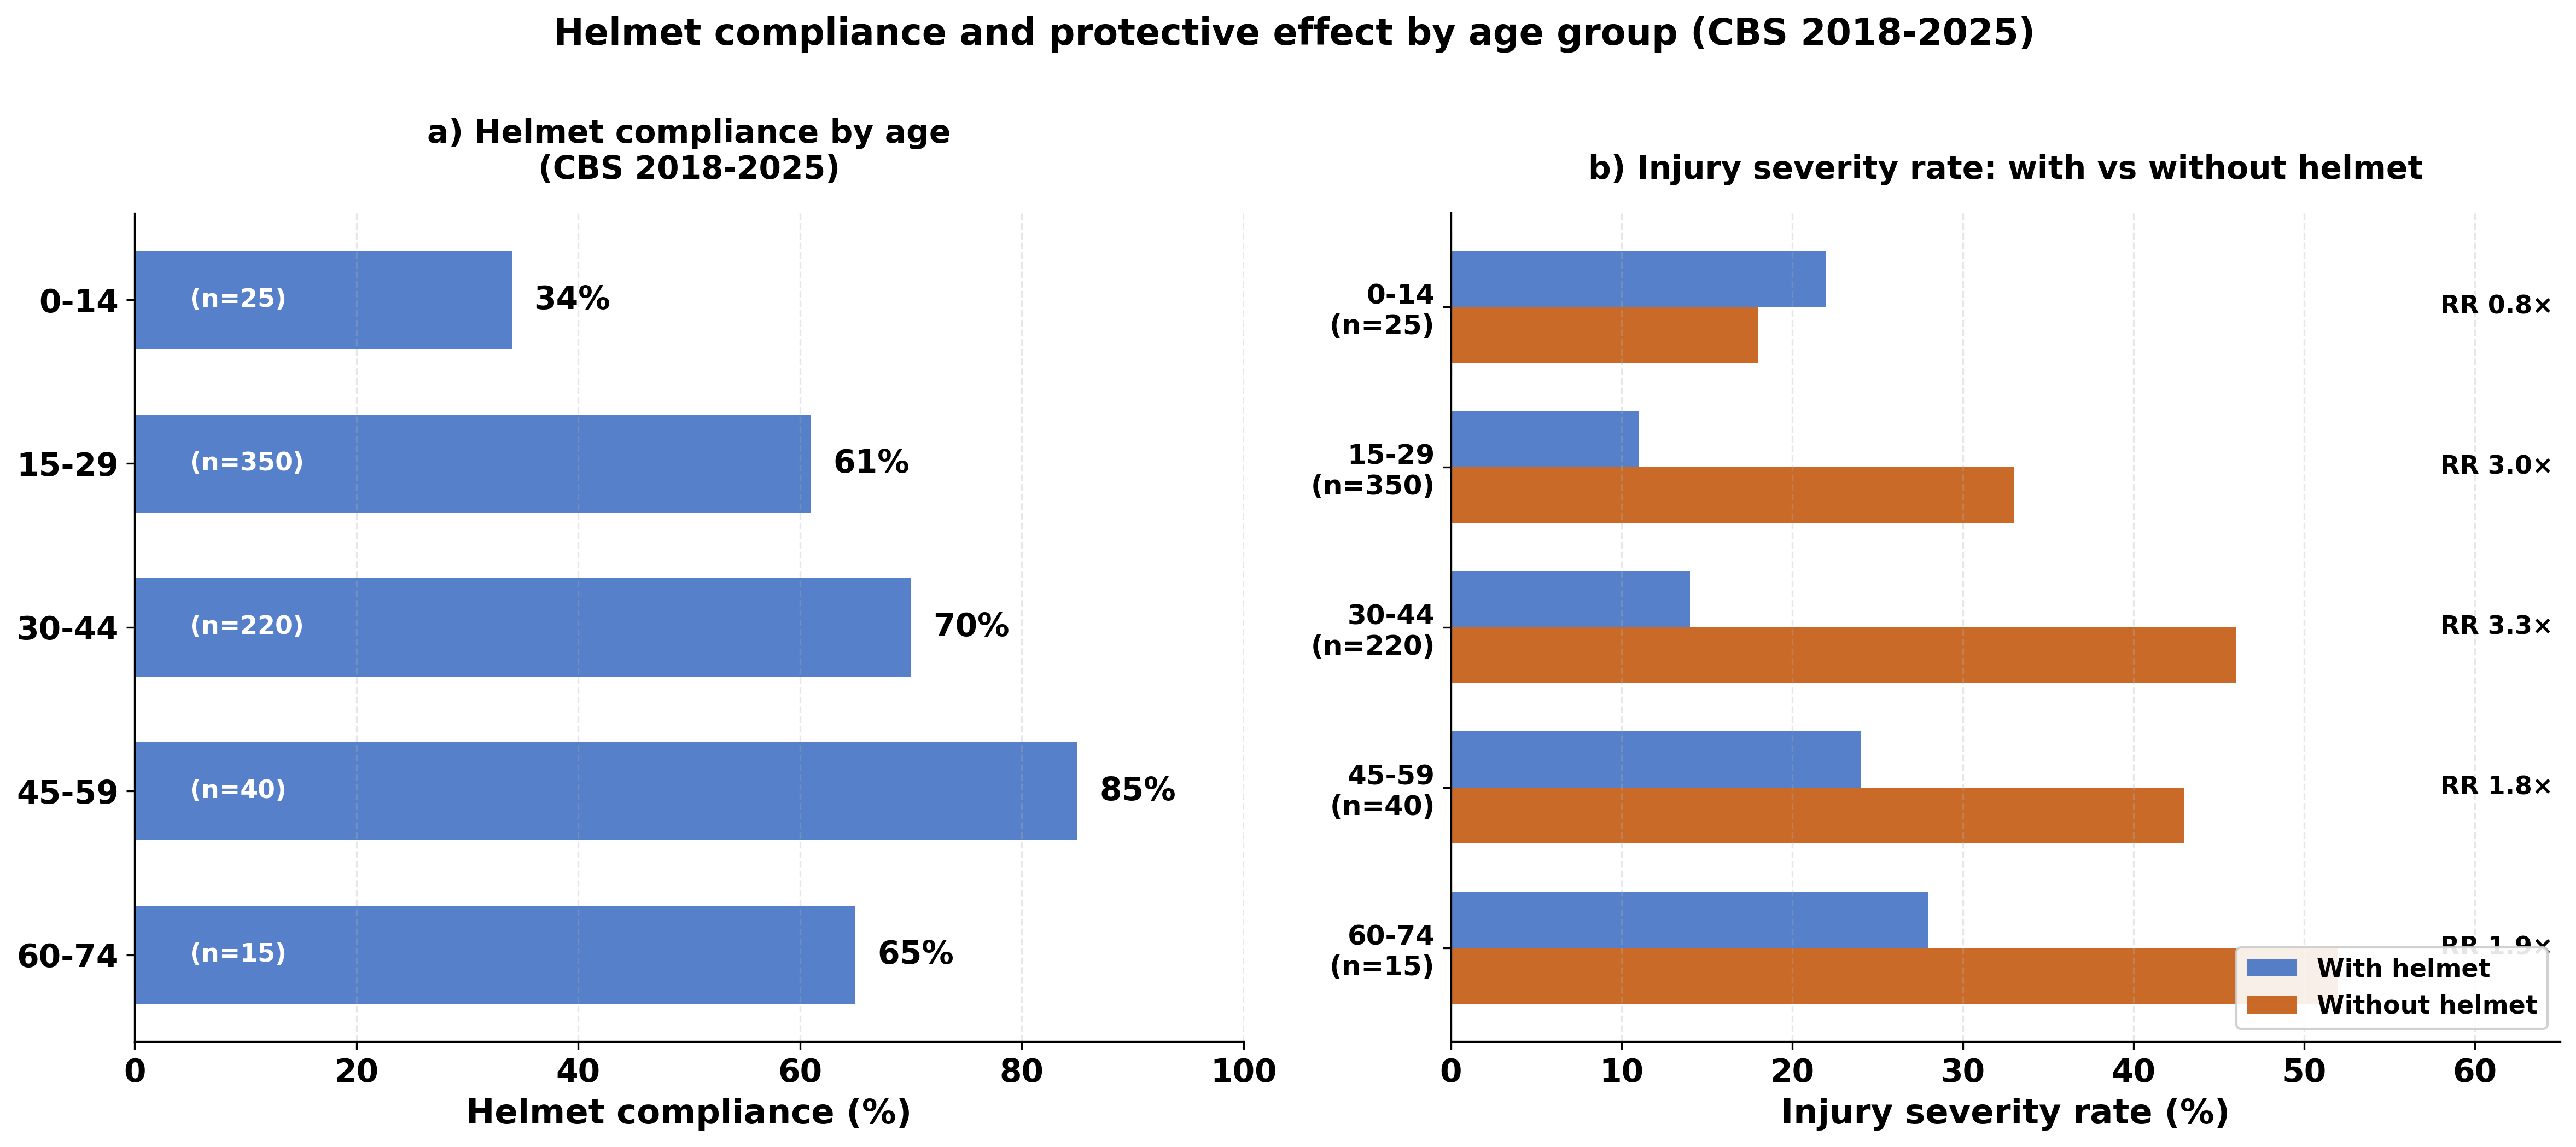 Helmet compliance and protective effect by age group (CBS 2018-2025)
a) Helmet compliance by age
(CBS 2018-2025)
0-14
(n=25)
34%
15-29
(n=350)
61%
30-44
(n=220)
70%
45-59
(n=40)
85%
60-74
(n=15)
65%
0
20
40
60
80
100
Helmet compliance (%)
b) Injury severity rate: with vs without helmet
0-14
(n=25)
RR 0.8×
15-29
(n=350)
RR 3.0×
30-44
(n=220)
RR 3.3×
45-59
(n=40)
RR 1.8×
60-74
(n=15)
RR 1.9×
With helmet
Without helmet
0
10
20
30
40
50
60
Injury severity rate (%)